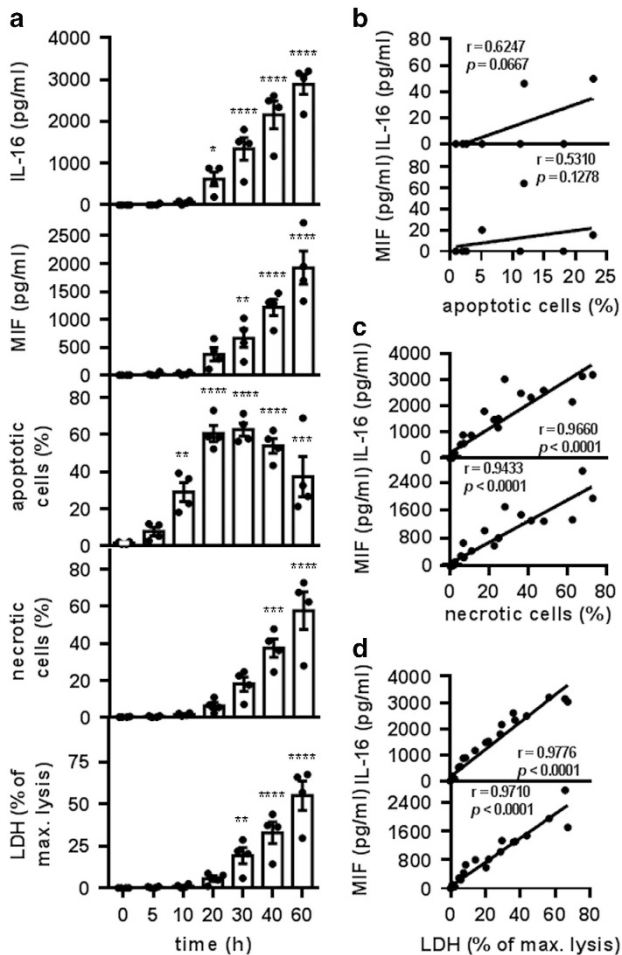 a
IL-16 (pg/ml)
4000
3000
2000
1000
0
*
****
****
****
MIF (pg/ml)
2500
2000
1500
1000
500
0
**
****
****
apoptotic
cells (%)
80
60
40
20
0
**
****
****
****
***
necrotic
cells (%)
80
60
40
20
0
***
****
LDH (% of
max. lysis)
75
50
25
0
**
****
****
0 5 10 20 30 40 60
time (h)
b
MIF (pg/ml) IL-16 (pg/ml)
80
60
40
20
0
r=0.6247
p=0.0667
80
60
40
20
0
r=0.5310
p=0.1278
0 5 10 15 20 25
apoptotic cells (%)
c
MIF (pg/ml) IL-16 (pg/ml)
4000
3000
2000
1000
0
r=0.9660
p<0.0001
2400
1600
800
0
r=0.9433
p<0.0001
0 20 40 60 80
necrotic cells (%)
d
MIF (pg/ml) IL-16 (pg/ml)
4000
3000
2000
1000
0
r=0.9776
p<0.0001
2400
1600
800
0
r=0.9710
p<0.0001
0 20 40 60 80
LDH (% of max. lysis)